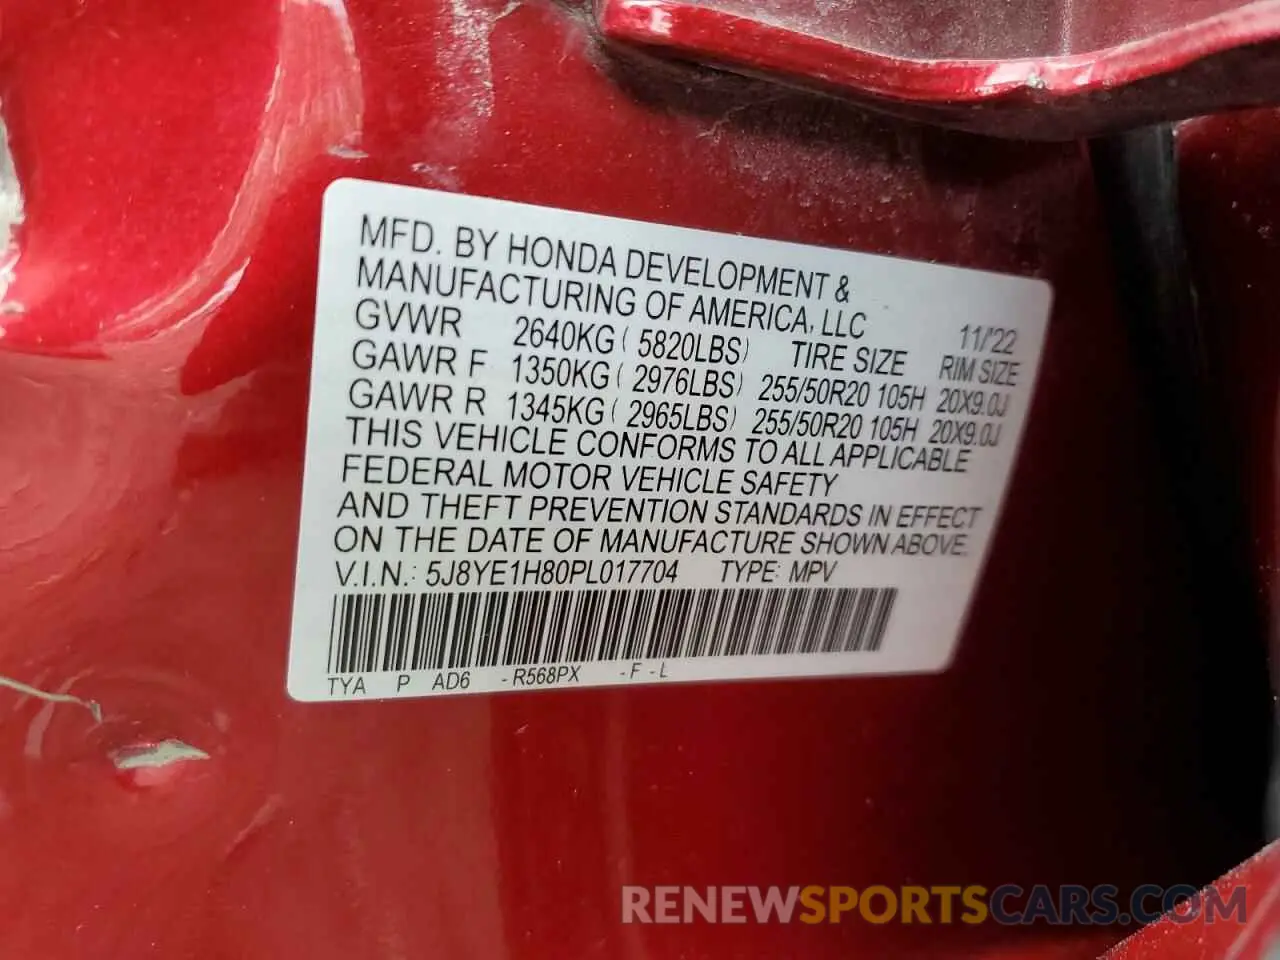 MFD. BY HONDA DEVELOPMENT &
MANUFACTURING OF AMERICA, LLC 11/'22
GVWR 2640KG ( 5820LBS) TIRE SIZE RIM SIZE
GAWR F 1350KG ( 2976LBS) 255/50R20 105H 20X9.0J
GAWR R 1345KG ( 2965LBS) 255/50R20 105H 20X9.0J
THIS VEHICLE CONFORMS TO ALL APPLICABLE
FEDERAL MOTOR VEHICLE SAFETY
AND THEFT PREVENTION STANDARDS IN EFFECT
ON THE DATE OF MANUFACTURE SHOWN ABOVE.
V.I.N.: 5J8YE1H80PL017704 TYPE: MPV
TYA P AD6 - R568PX - F - L
RENEWSPORTSCARS.COM